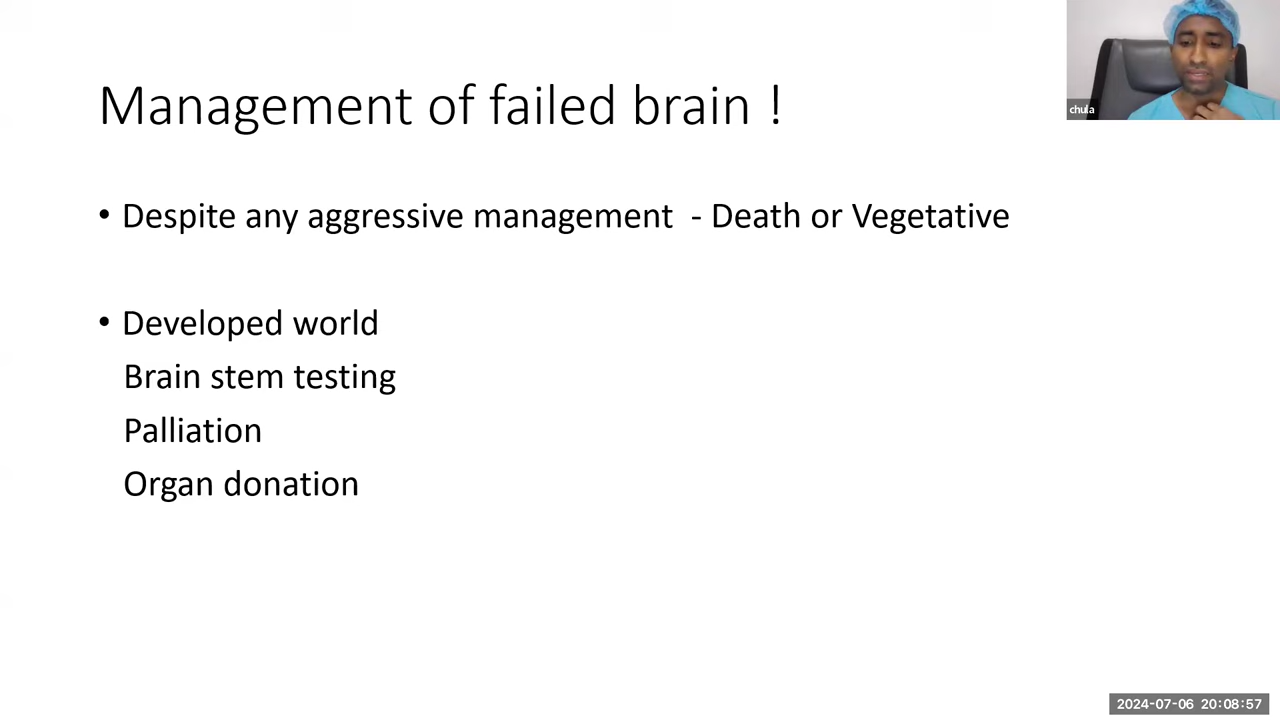 Management of failed brain !
chula
• Despite any aggressive management - Death or Vegetative
• Developed world
Brain stem testing
Palliation
Organ donation
2024-07-06 20:08:57